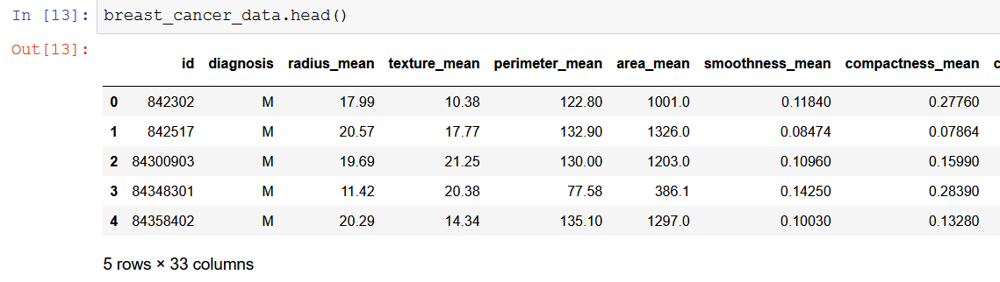 In [13]: breast_cancer_data.head()
Out[13]:
id diagnosis radius_mean texture_mean perimeter_mean area_mean smoothness_mean compactness_mean c
0 842302 M 17.99 10.38 122.80 1001.0 0.11840 0.27760
1 842517 M 20.57 17.77 132.90 1326.0 0.08474 0.07864
2 84300903 M 19.69 21.25 130.00 1203.0 0.10960 0.15990
3 84348301 M 11.42 20.38 77.58 386.1 0.14250 0.28390
4 84358402 M 20.29 14.34 135.10 1297.0 0.10030 0.13280
5 rows × 33 columns